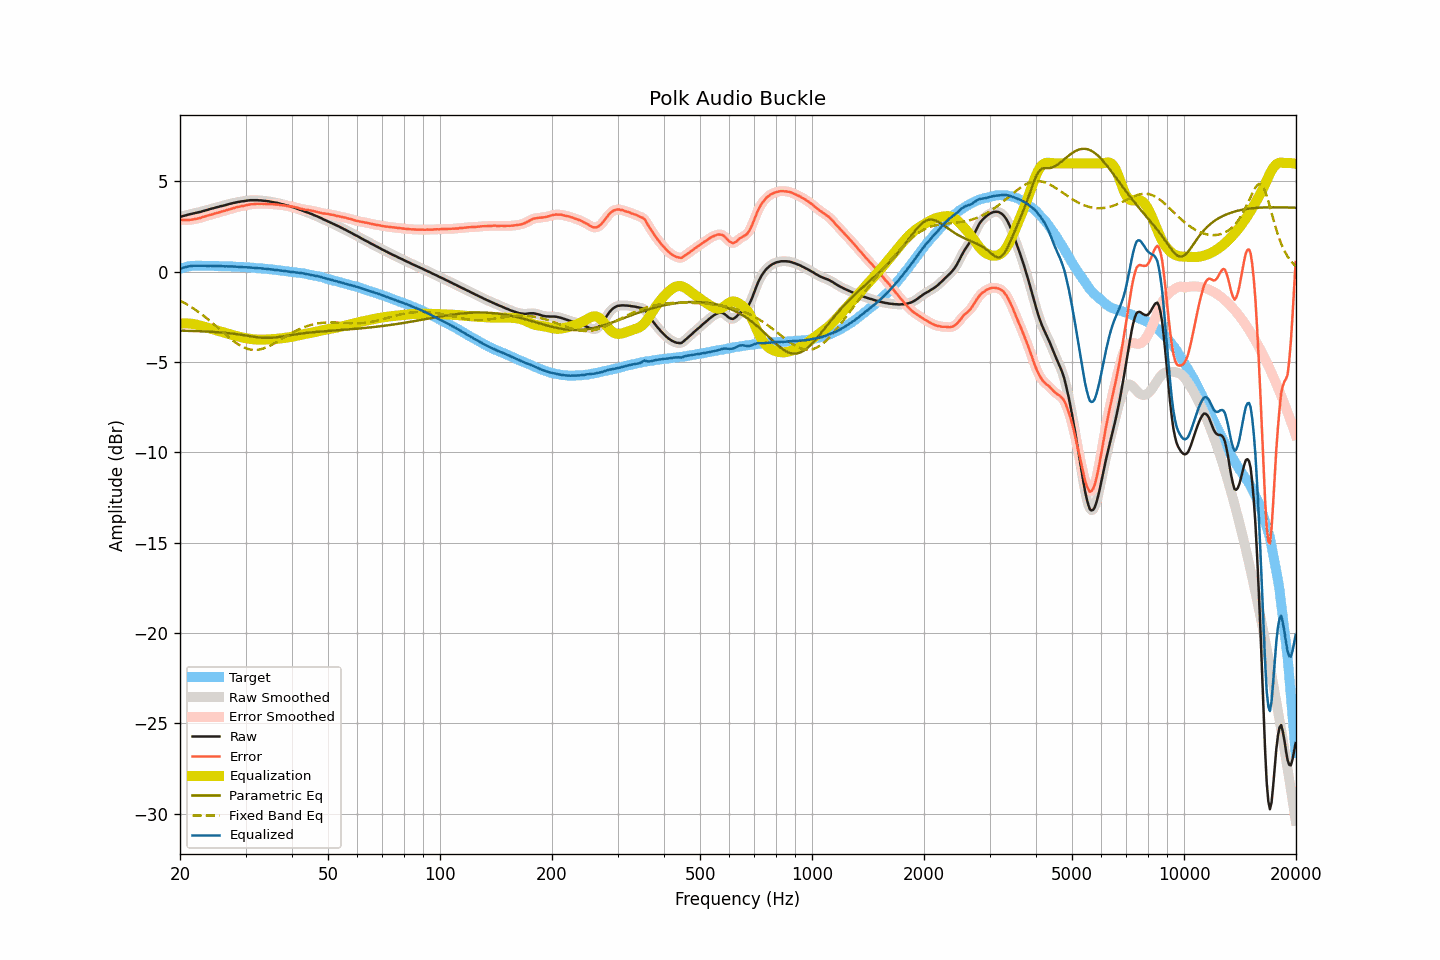 Polk Audio Buckle
Amplitude (dBr)
5
0
−5
−10
−15
−20
−25
−30
Target
Raw Smoothed
Error Smoothed
Raw
Error
Equalization
Parametric Eq
Fixed Band Eq
Equalized
20 50 100 200 500 1000 2000 5000 10000 20000
Frequency (Hz)